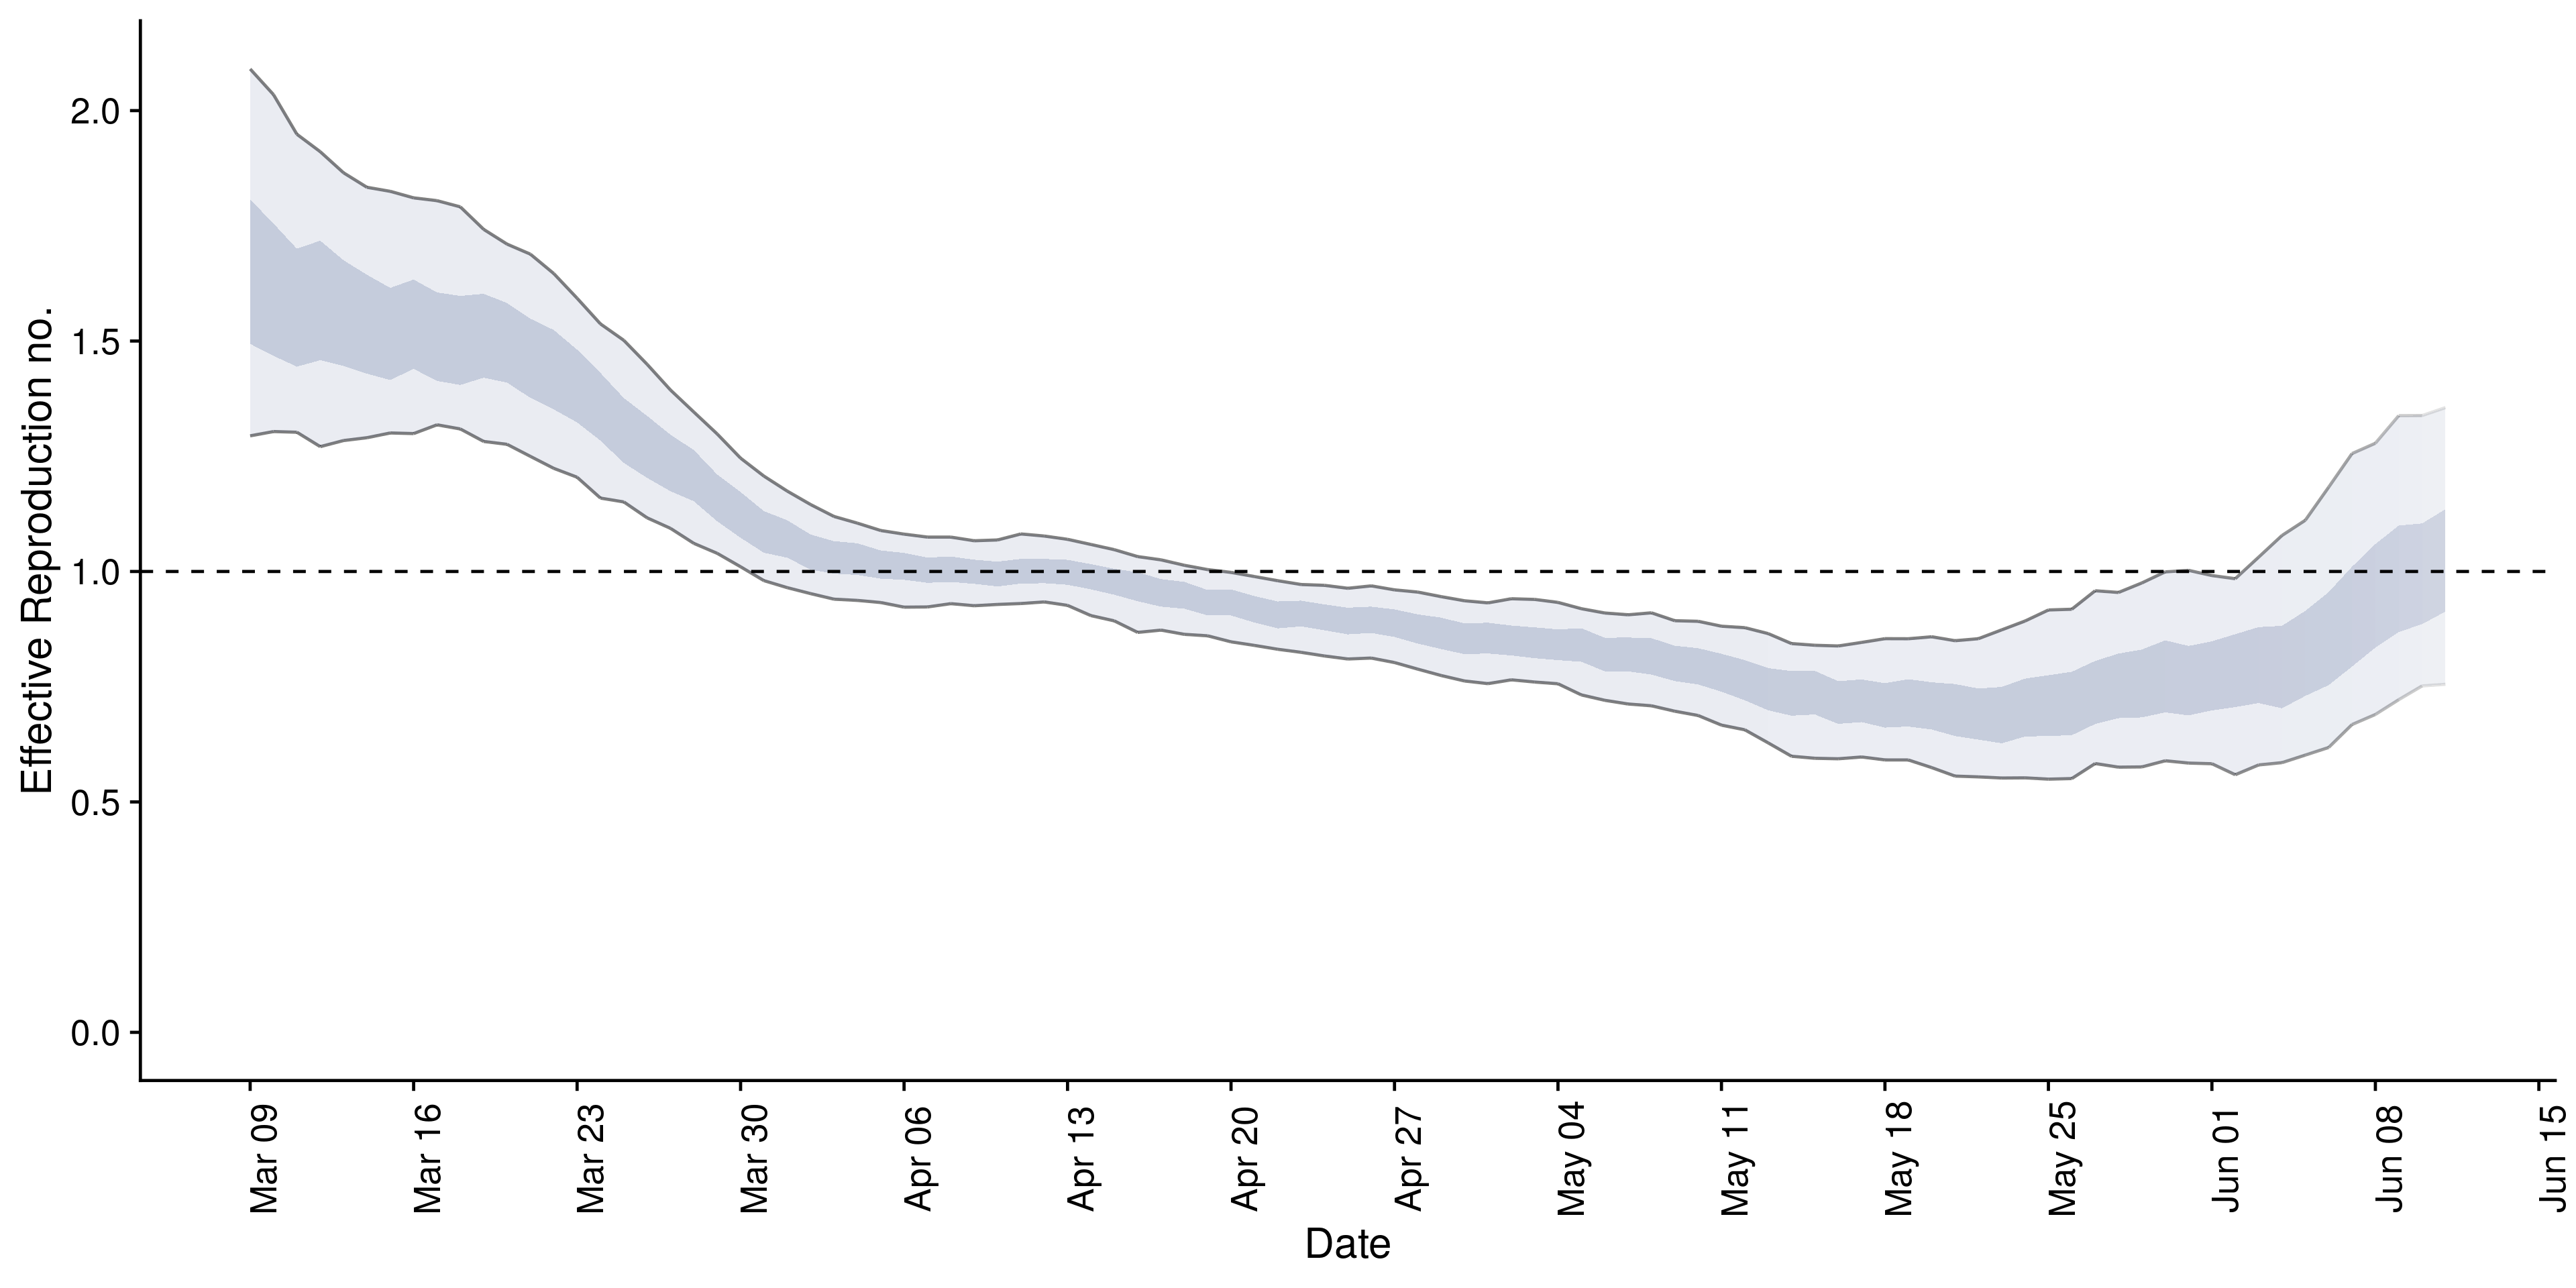 Effective Reproduction no.
2.0
1.5
1.0
0.5
0.0
Mar 09
Mar 16
Mar 23
Mar 30
Apr 06
Apr 13
Apr 20
Apr 27
May 04
May 11
May 18
May 25
Jun 01
Jun 08
Jun 15
Date